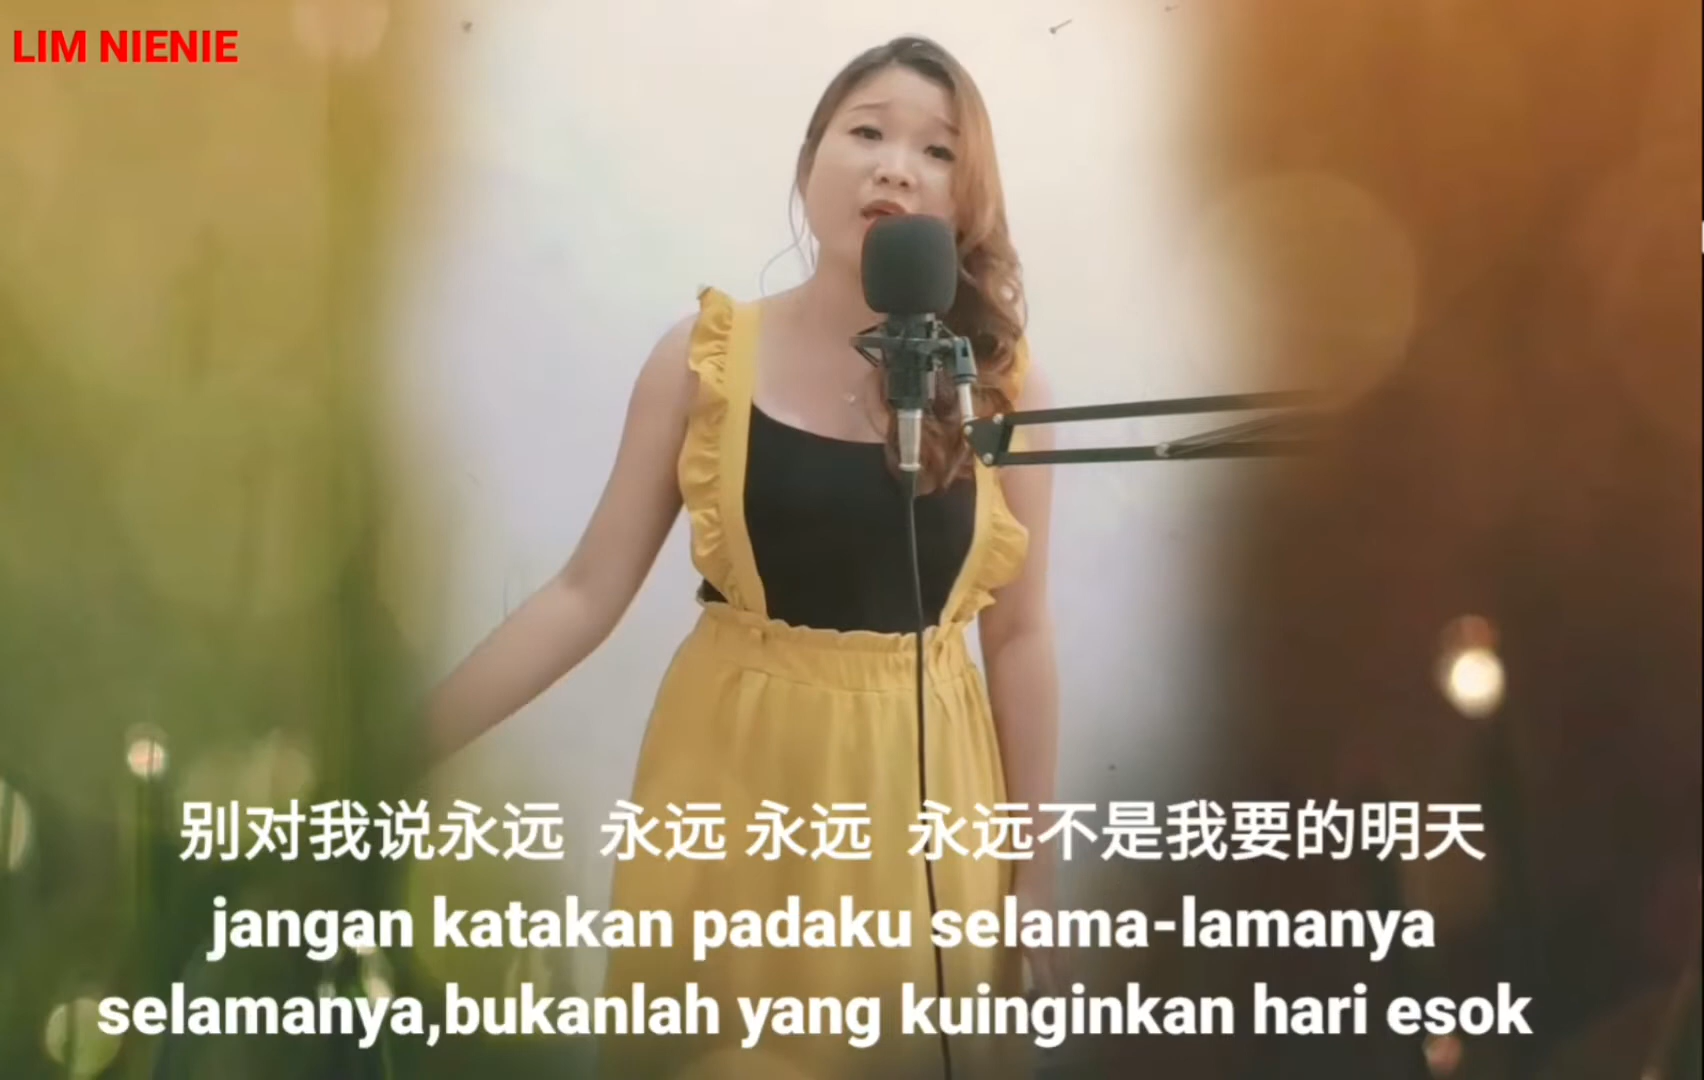 LIM NIENIE
别对我说永远 永远 永远 永远不是我要的明天
jangan katakan padaku selama-lamanya
selamanya,bukanlah yang kuinginkan hari esok